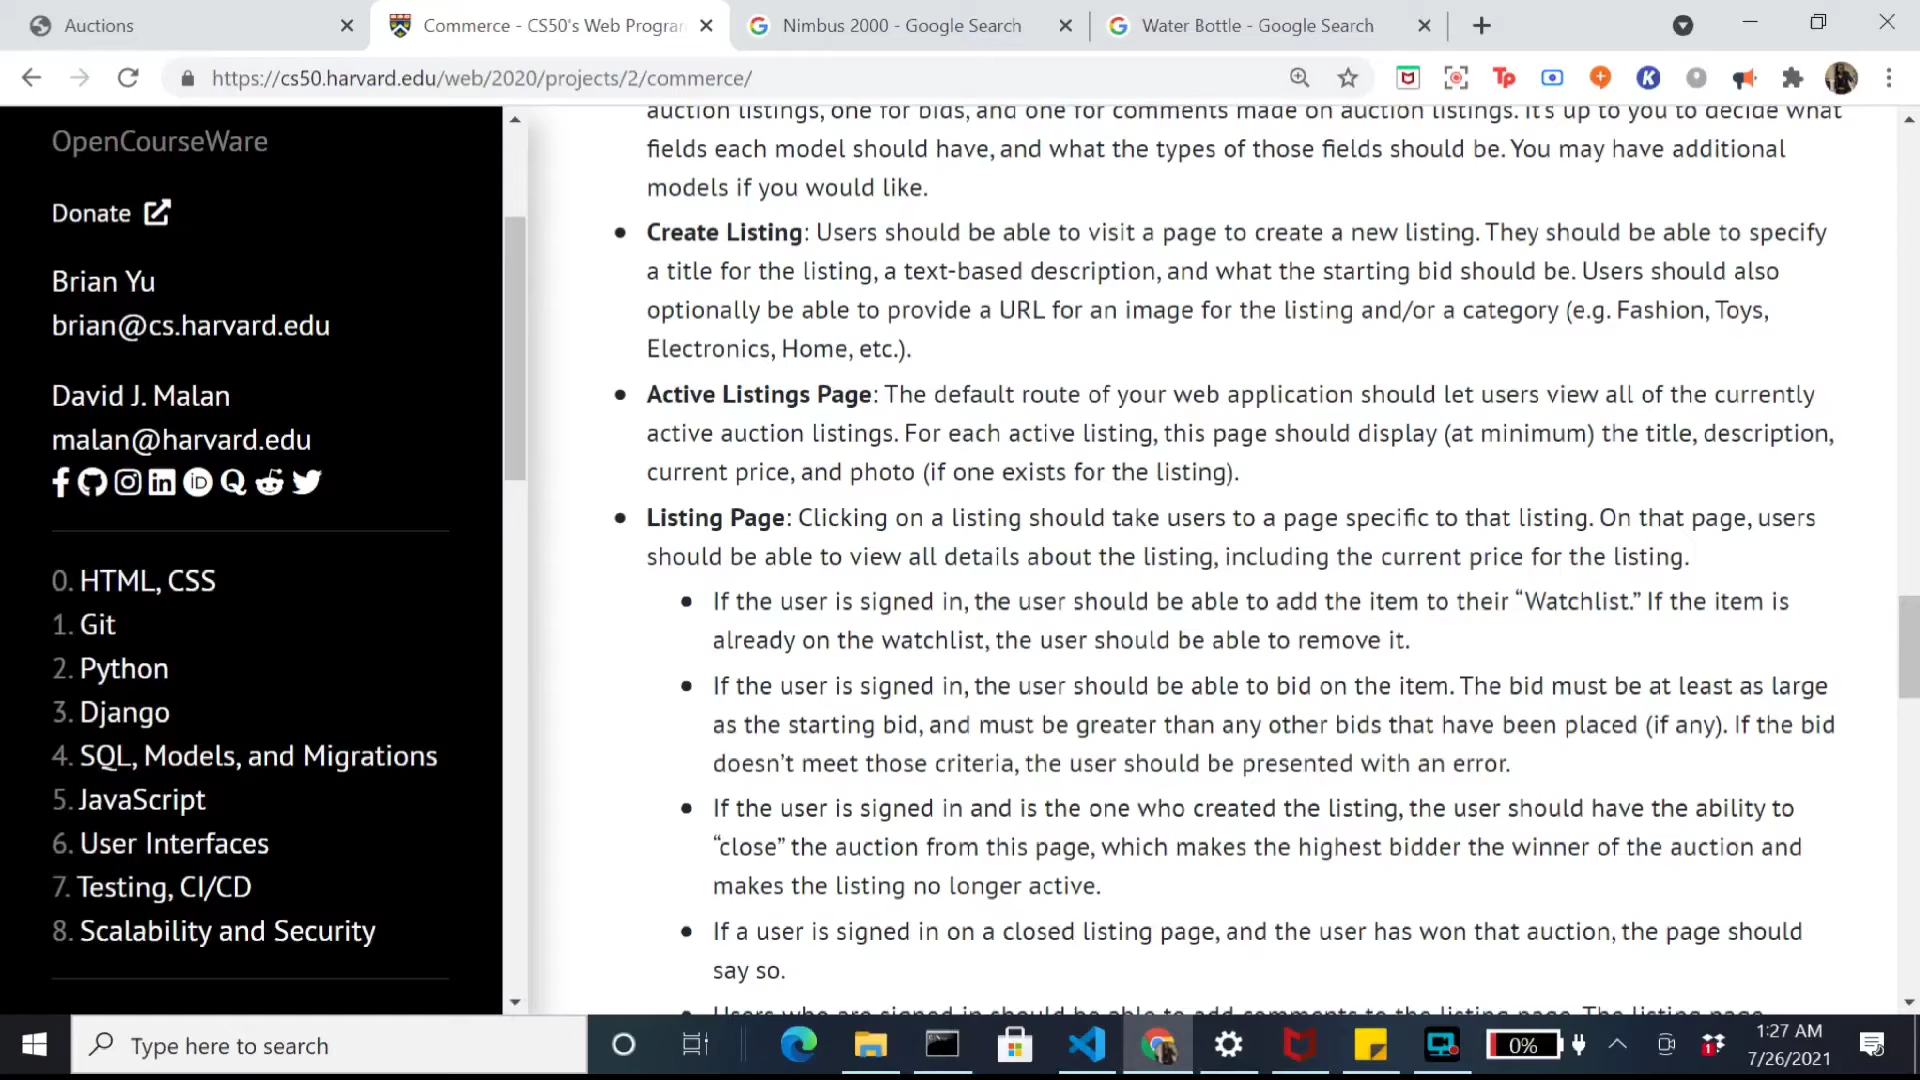 Auctions
Commerce - CS50's Web Program
Nimbus 2000 - Google Search
Water Bottle - Google Search
https://cs50.harvard.edu/web/2020/projects/2/commerce/
OpenCourseWare
Donate
Brian Yu
brian@cs.harvard.edu
David J. Malan
malan@harvard.edu
0. HTML, CSS
1. Git
2. Python
3. Django
4. SQL, Models, and Migrations
5. JavaScript
6. User Interfaces
7. Testing, CI/CD
8. Scalability and Security
auction listings, one for bids, and one for comments made on auction listings. It's up to you to decide what
fields each model should have, and what the types of those fields should be. You may have additional
models if you would like.
Create Listing: Users should be able to visit a page to create a new listing. They should be able to specify
a title for the listing, a text-based description, and what the starting bid should be. Users should also
optionally be able to provide a URL for an image for the listing and/or a category (e.g. Fashion, Toys,
Electronics, Home, etc.).
Active Listings Page: The default route of your web application should let users view all of the currently
active auction listings. For each active listing, this page should display (at minimum) the title, description,
current price, and photo (if one exists for the listing).
Listing Page: Clicking on a listing should take users to a page specific to that listing. On that page, users
should be able to view all details about the listing, including the current price for the listing.
If the user is signed in, the user should be able to add the item to their “Watchlist.” If the item is
already on the watchlist, the user should be able to remove it.
If the user is signed in, the user should be able to bid on the item. The bid must be at least as large
as the starting bid, and must be greater than any other bids that have been placed (if any). If the bid
doesn’t meet those criteria, the user should be presented with an error.
If the user is signed in and is the one who created the listing, the user should have the ability to
“close” the auction from this page, which makes the highest bidder the winner of the auction and
makes the listing no longer active.
If a user is signed in on a closed listing page, and the user has won that auction, the page should
say so.
Users who are signed in should be able to add comments to the listing page. The listing page
Type here to search
0%
1:27 AM
7/26/2021